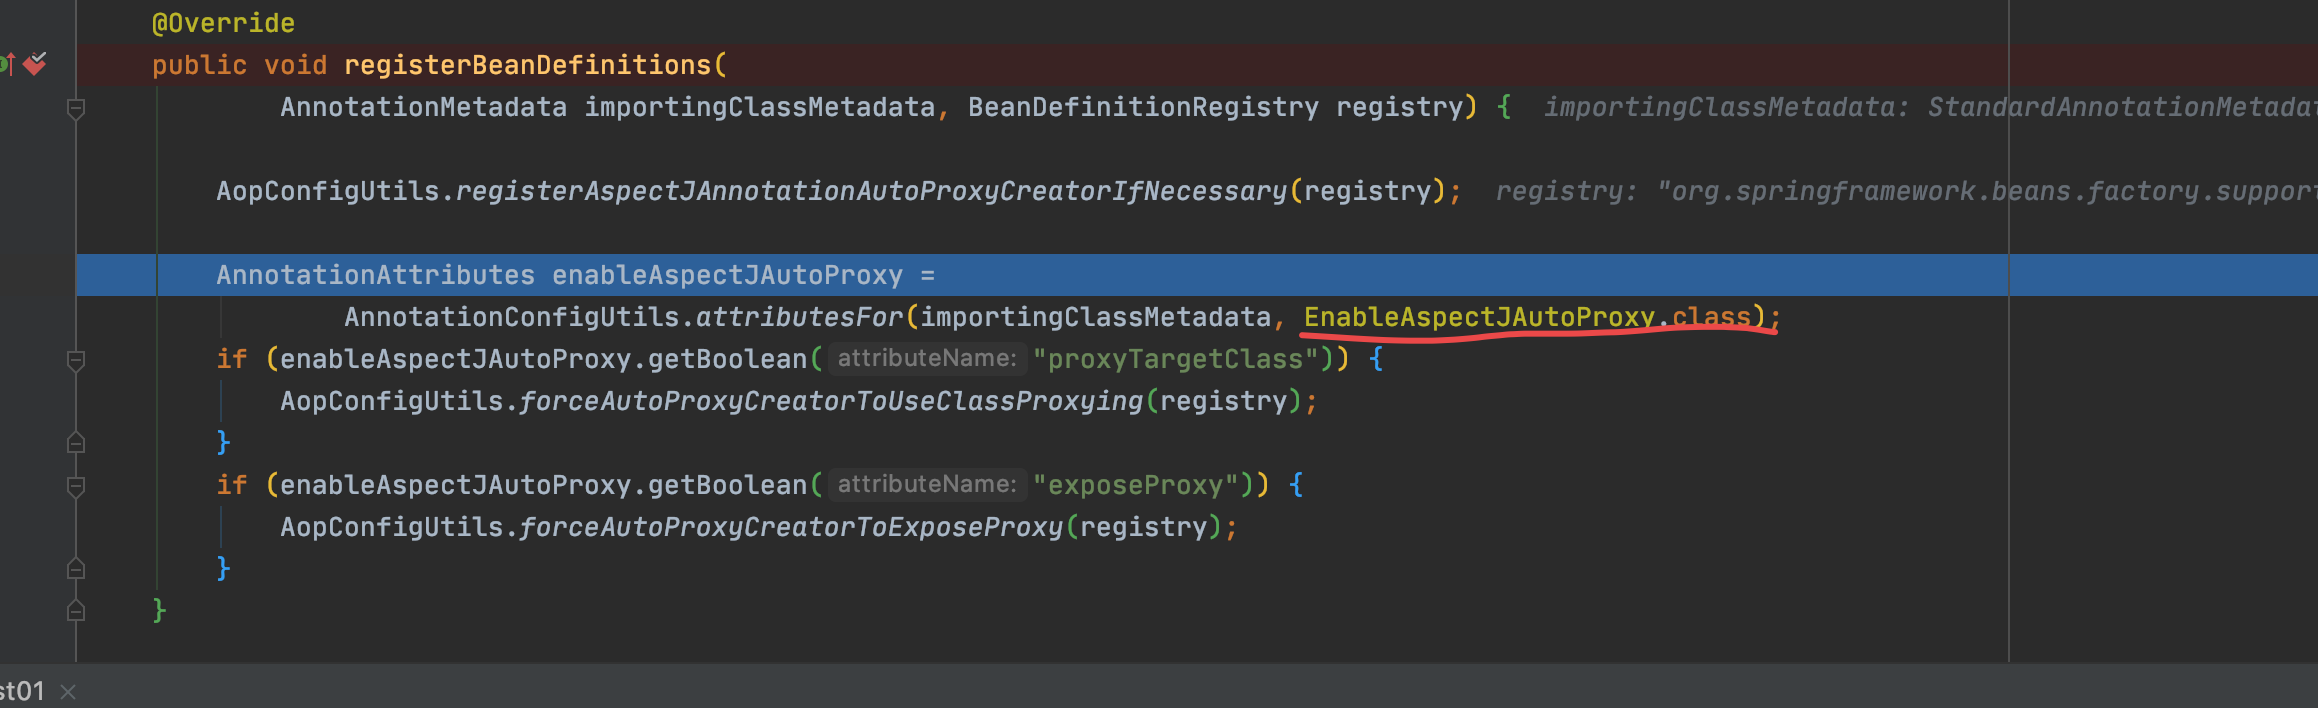 @Override
public void registerBeanDefinitions(
AnnotationMetadata importingClassMetadata, BeanDefinitionRegistry registry) { importingClassMetadata: StandardAnnotationMetadat
AopConfigUtils.registerAspectJAnnotationAutoProxyCreatorIfNecessary(registry); registry: "org.springframework.beans.factory.support
AnnotationAttributes enableAspectJAutoProxy =
AnnotationConfigUtils.attributesFor(importingClassMetadata, EnableAspectJAutoProxy.class);
if (enableAspectJAutoProxy.getBoolean( attributeName: "proxyTargetClass")) {
AopConfigUtils.forceAutoProxyCreatorToUseClassProxying(registry);
}
if (enableAspectJAutoProxy.getBoolean( attributeName: "exposeProxy")) {
AopConfigUtils.forceAutoProxyCreatorToExposeProxy(registry);
}
}
st01